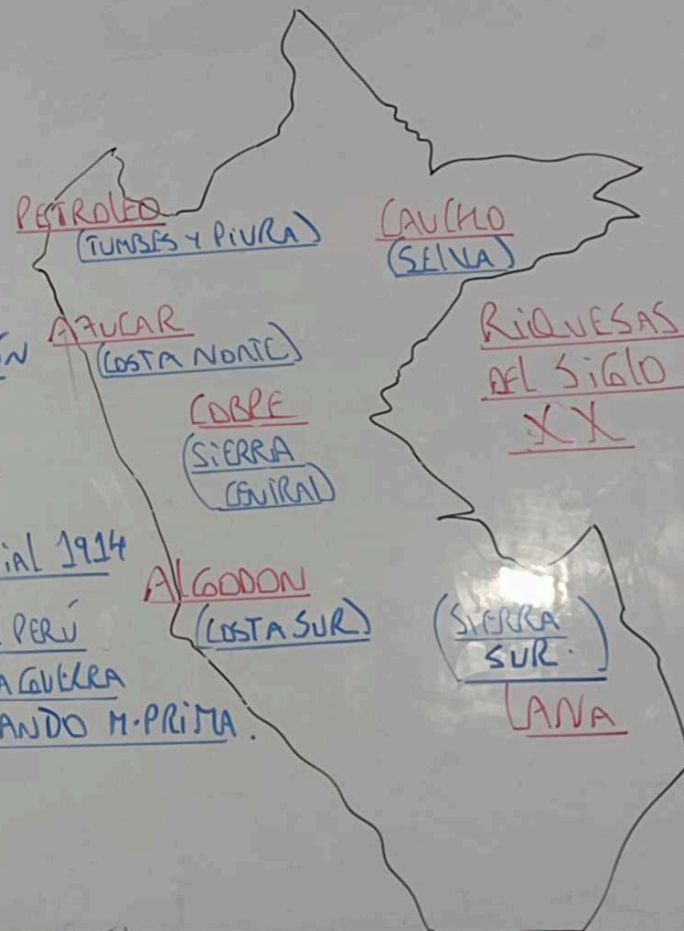 PETROLEO
(TUMBES Y PIURA)
CAUCHO
(SELVA)
AZUCAR
(COSTA NORTE)
COBRE
(SIERRA
CENTRAL)
RIQUESAS
DEL SIGLO
XX
ALGODON
(COSTA SUR)
(SIERRA
SUR.)
LANA
ÓN
IAL 1914
PERÚ
A GUERRA
ANDO M.PRIMA.